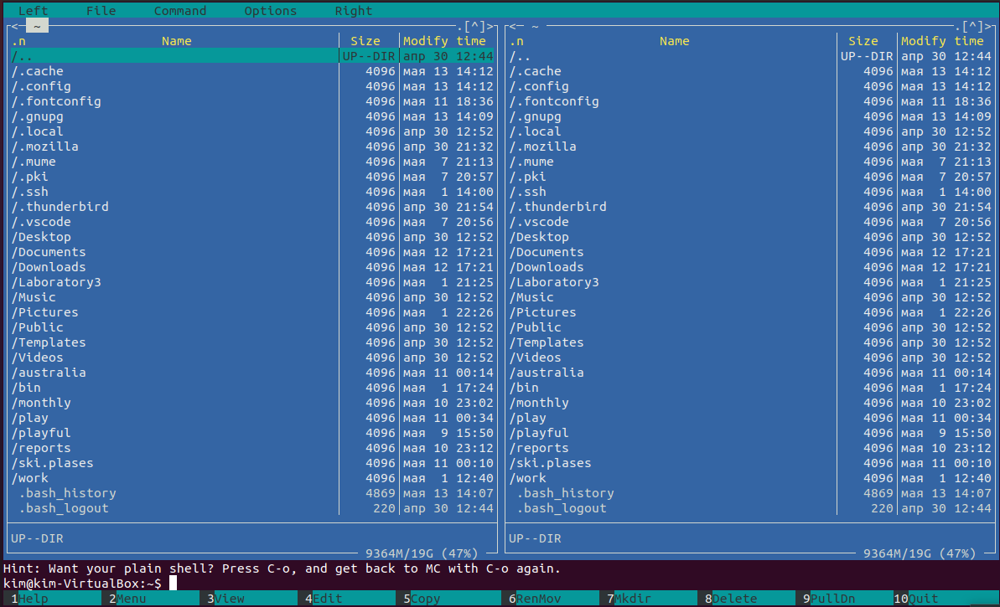 Left File Command Options Right
<─ ~ .[^]> <─ ~ .[^]>
.n Name Size Modify time .n Name Size Modify time
/.. UP--DIR апр 30 12:44 /.. UP--DIR апр 30 12:44
/.cache 4096 мая 13 14:12 /.cache 4096 мая 13 14:12
/.config 4096 мая 13 14:12 /.config 4096 мая 13 14:12
/.fontconfig 4096 мая 11 18:36 /.fontconfig 4096 мая 11 18:36
/.gnupg 4096 мая 13 14:09 /.gnupg 4096 мая 13 14:09
/.local 4096 апр 30 12:52 /.local 4096 апр 30 12:52
/.mozilla 4096 апр 30 21:32 /.mozilla 4096 апр 30 21:32
/.mume 4096 мая 7 21:13 /.mume 4096 мая 7 21:13
/.pki 4096 мая 7 20:57 /.pki 4096 мая 7 20:57
/.ssh 4096 мая 1 14:00 /.ssh 4096 мая 1 14:00
/.thunderbird 4096 апр 30 21:54 /.thunderbird 4096 апр 30 21:54
/.vscode 4096 мая 7 20:56 /.vscode 4096 мая 7 20:56
/Desktop 4096 апр 30 12:52 /Desktop 4096 апр 30 12:52
/Documents 4096 мая 12 17:21 /Documents 4096 мая 12 17:21
/Downloads 4096 мая 12 17:21 /Downloads 4096 мая 12 17:21
/Laboratory3 4096 мая 1 21:25 /Laboratory3 4096 мая 1 21:25
/Music 4096 апр 30 12:52 /Music 4096 апр 30 12:52
/Pictures 4096 мая 1 22:26 /Pictures 4096 мая 1 22:26
/Public 4096 апр 30 12:52 /Public 4096 апр 30 12:52
/Templates 4096 апр 30 12:52 /Templates 4096 апр 30 12:52
/Videos 4096 апр 30 12:52 /Videos 4096 апр 30 12:52
/australia 4096 мая 11 00:14 /australia 4096 мая 11 00:14
/bin 4096 мая 1 17:24 /bin 4096 мая 1 17:24
/monthly 4096 мая 10 23:02 /monthly 4096 мая 10 23:02
/play 4096 мая 11 00:34 /play 4096 мая 11 00:34
/playful 4096 мая 9 15:50 /playful 4096 мая 9 15:50
/reports 4096 мая 10 23:12 /reports 4096 мая 10 23:12
/ski.plases 4096 мая 11 00:10 /ski.plases 4096 мая 11 00:10
/work 4096 мая 1 12:40 /work 4096 мая 1 12:40
.bash_history 4869 мая 13 14:07 .bash_history 4869 мая 13 14:07
.bash_logout 220 апр 30 12:44 .bash_logout 220 апр 30 12:44
UP--DIR UP--DIR
9364M/19G (47%) 9364M/19G (47%)
Hint: Want your plain shell? Press C-o, and get back to MC with C-o again.
kim@kim-VirtualBox:~$
1Help 2Menu 3View 4Edit 5Copy 6RenMov 7Mkdir 8Delete 9PullDn 10Quit